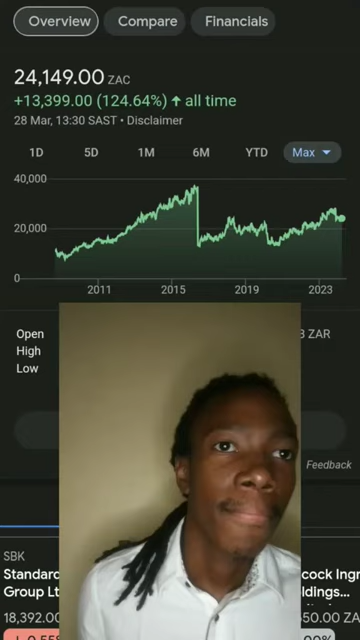 Overview Compare Financials
24,149.00 ZAC
+13,399.00 (124.64%) ↑ all time
28 Mar, 13:30 SAST • Disclaimer
1D 5D 1M 6M YTD Max
40,000
20,000
0
2011 2015 2019 2023
Open
ZAR
High
Low
Feedback
SBK
Standard
Group Lt
cock Ingr
ldings...
18,392.00
50.00 ZA